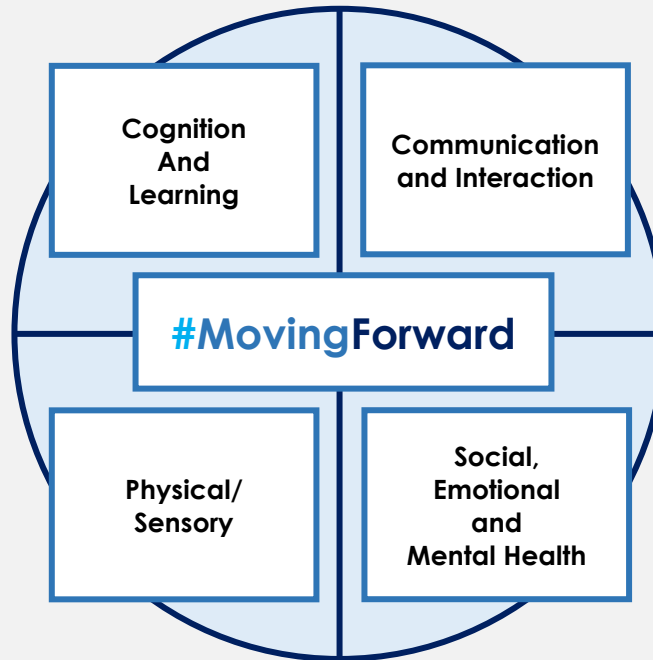 Cognition
And
Learning
Communication
and Interaction
#MovingForward
Physical/
Sensory
Social,
Emotional
and
Mental Health